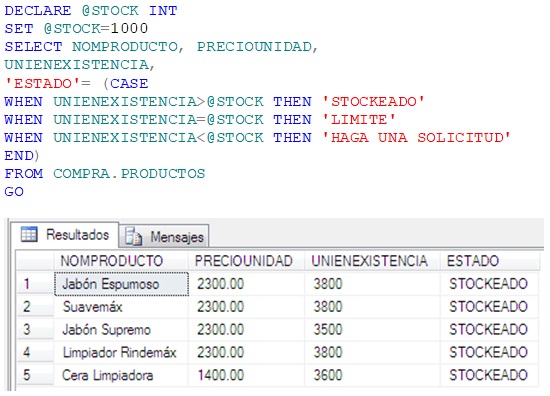 DECLARE @STOCK INT
SET @STOCK=1000
SELECT NOMPRODUCTO, PRECIOUNIDAD,
UNIENEXISTENCIA,
'ESTADO'= (CASE
WHEN UNIENEXISTENCIA>@STOCK THEN 'STOCKEADO'
WHEN UNIENEXISTENCIA=@STOCK THEN 'LIMITE'
WHEN UNIENEXISTENCIA<@STOCK THEN 'HAGA UNA SOLICITUD'
END)
FROM COMPRA.PRODUCTOS
GO
Resultados Mensajes
NOMPRODUCTO PRECIOUNIDAD UNIENEXISTENCIA ESTADO
1 Jabón Espumoso 2300.00 3800 STOCKEADO
2 Suavemáx 2300.00 3800 STOCKEADO
3 Jabón Supremo 2300.00 3500 STOCKEADO
4 Limpiador Rindemáx 2300.00 3800 STOCKEADO
5 Cera Limpiadora 1400.00 3600 STOCKEADO